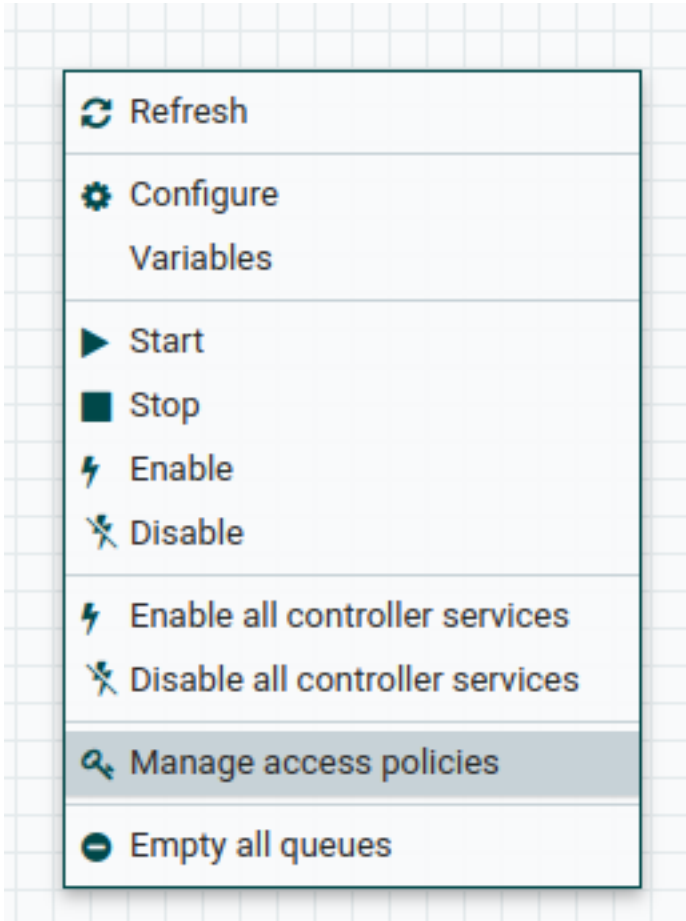 Refresh
Configure
Variables
Start
Stop
Enable
Disable
Enable all controller services
Disable all controller services
Manage access policies
Empty all queues